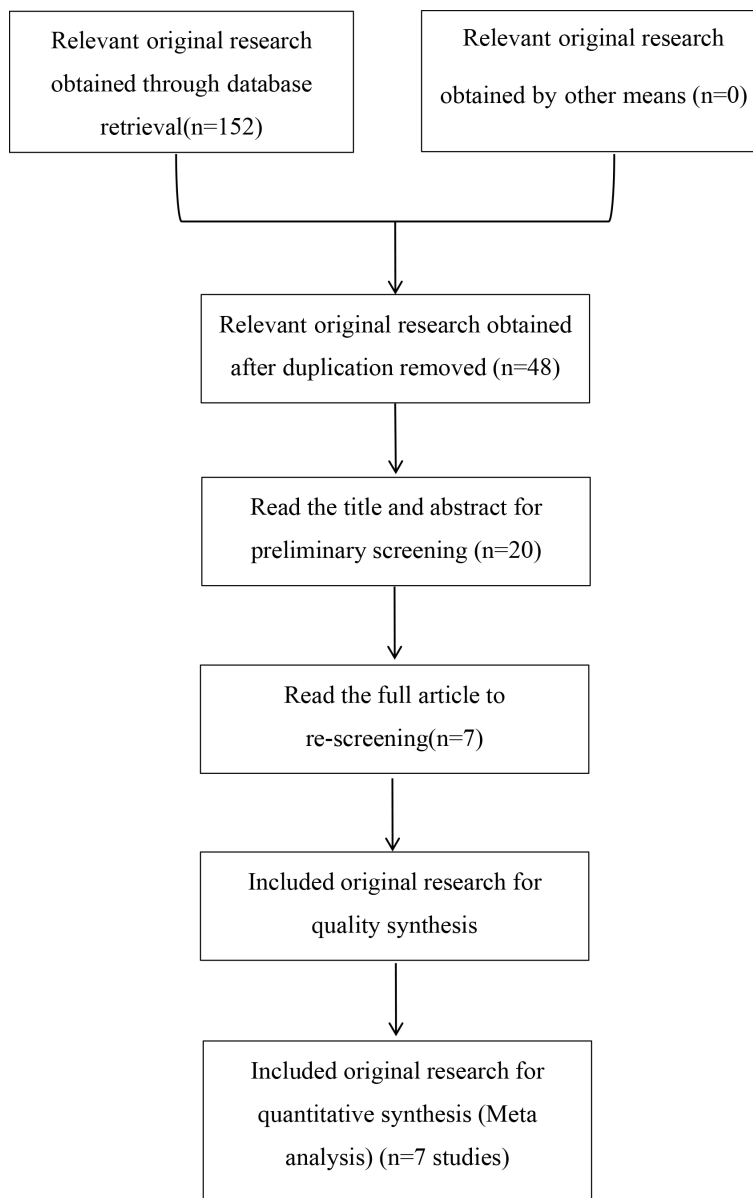 Relevant original research
obtained through database
retrieval(n=152)
Relevant original research
obtained by other means (n=0)
Relevant original research obtained
after duplication removed (n=48)
Read the title and abstract for
preliminary screening (n=20)
Read the full article to
re-screening(n=7)
Included original research for
quality synthesis
Included original research for
quantitative synthesis (Meta
analysis) (n=7 studies)